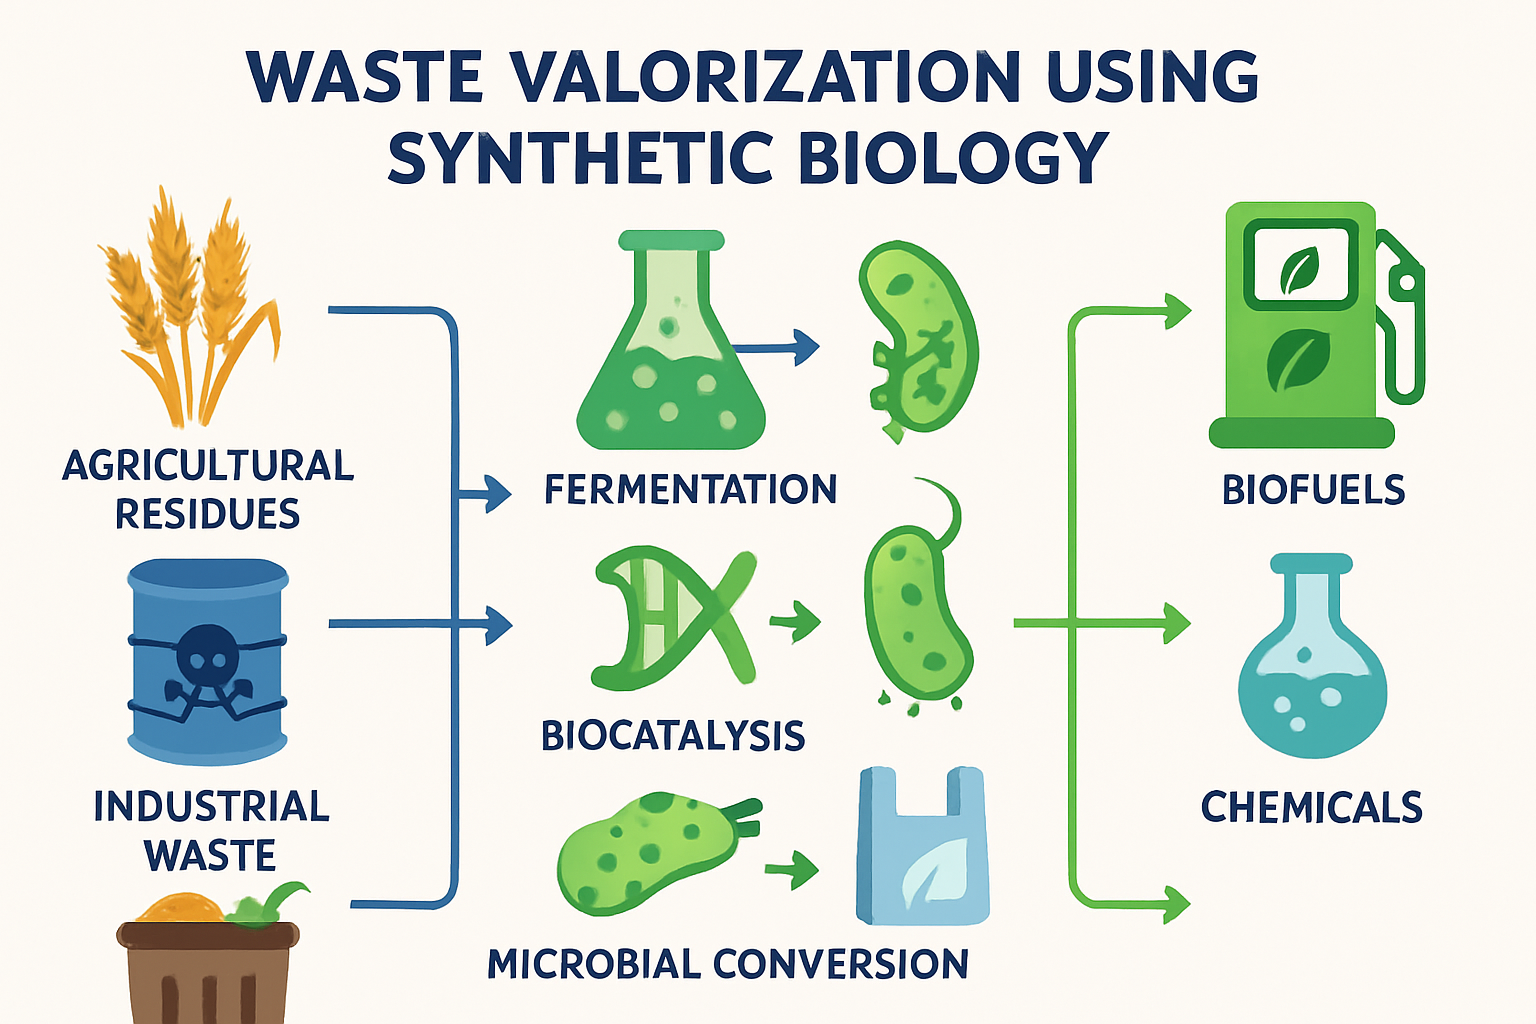 WASTE VALORIZATION USING
SYNTHETIC BIOLOGY
AGRICULTURAL
RESIDUES
INDUSTRIAL
WASTE
FERMENTATION
BIOCATALYSIS
MICROBIAL CONVERSION
BIOFUELS
CHEMICALS